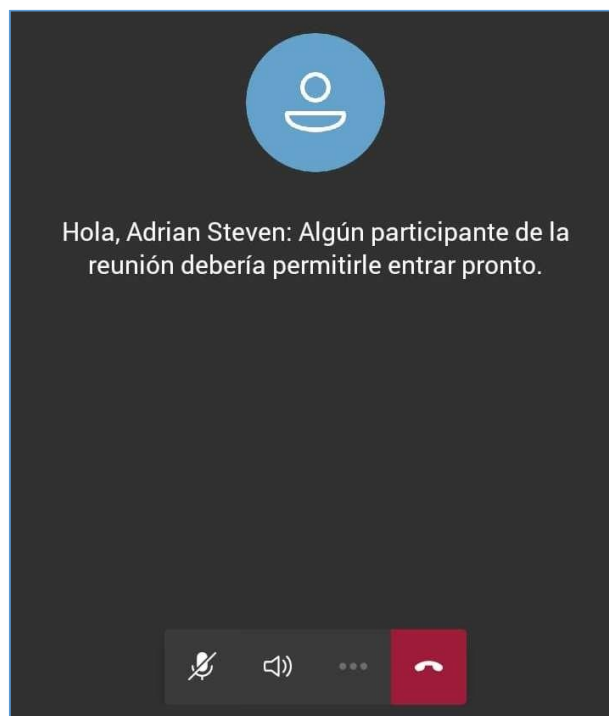 Hola, Adrian Steven: Algún participante de la
reunión debería permitirle entrar pronto.